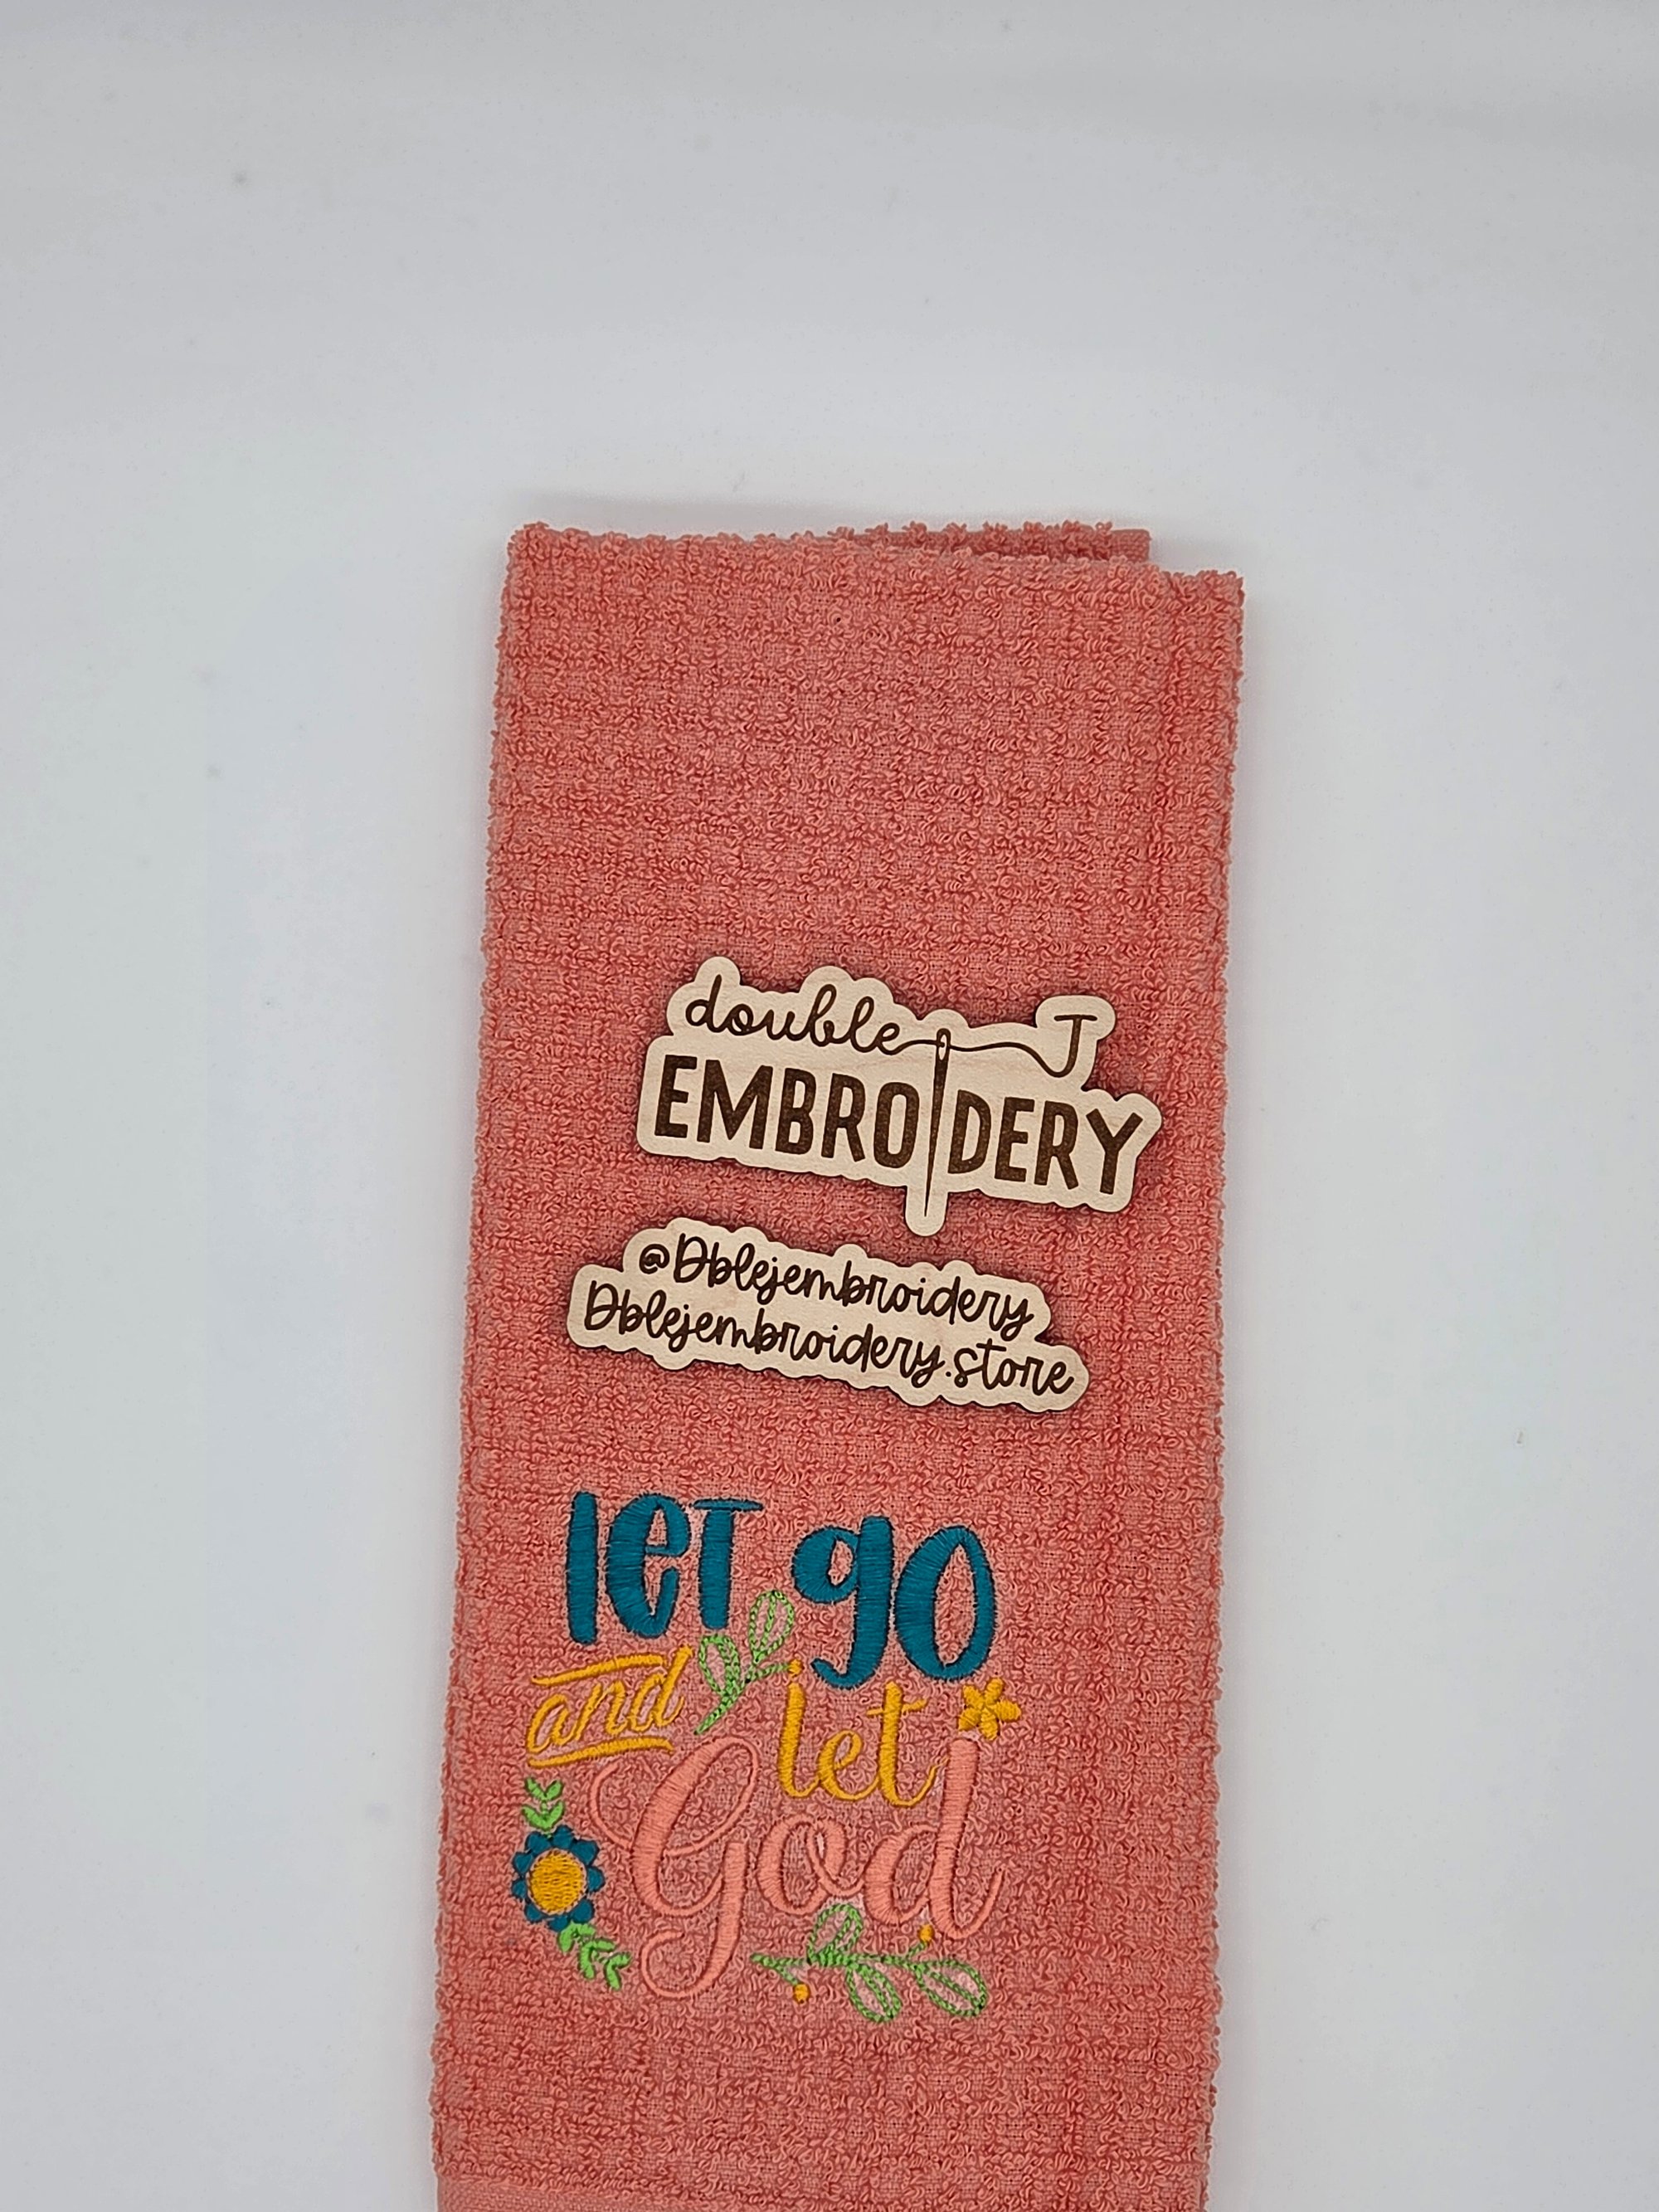 double J
EMBROIDERY
@Dblejembroidery
Dblejembroidery.store
let go
and let
God